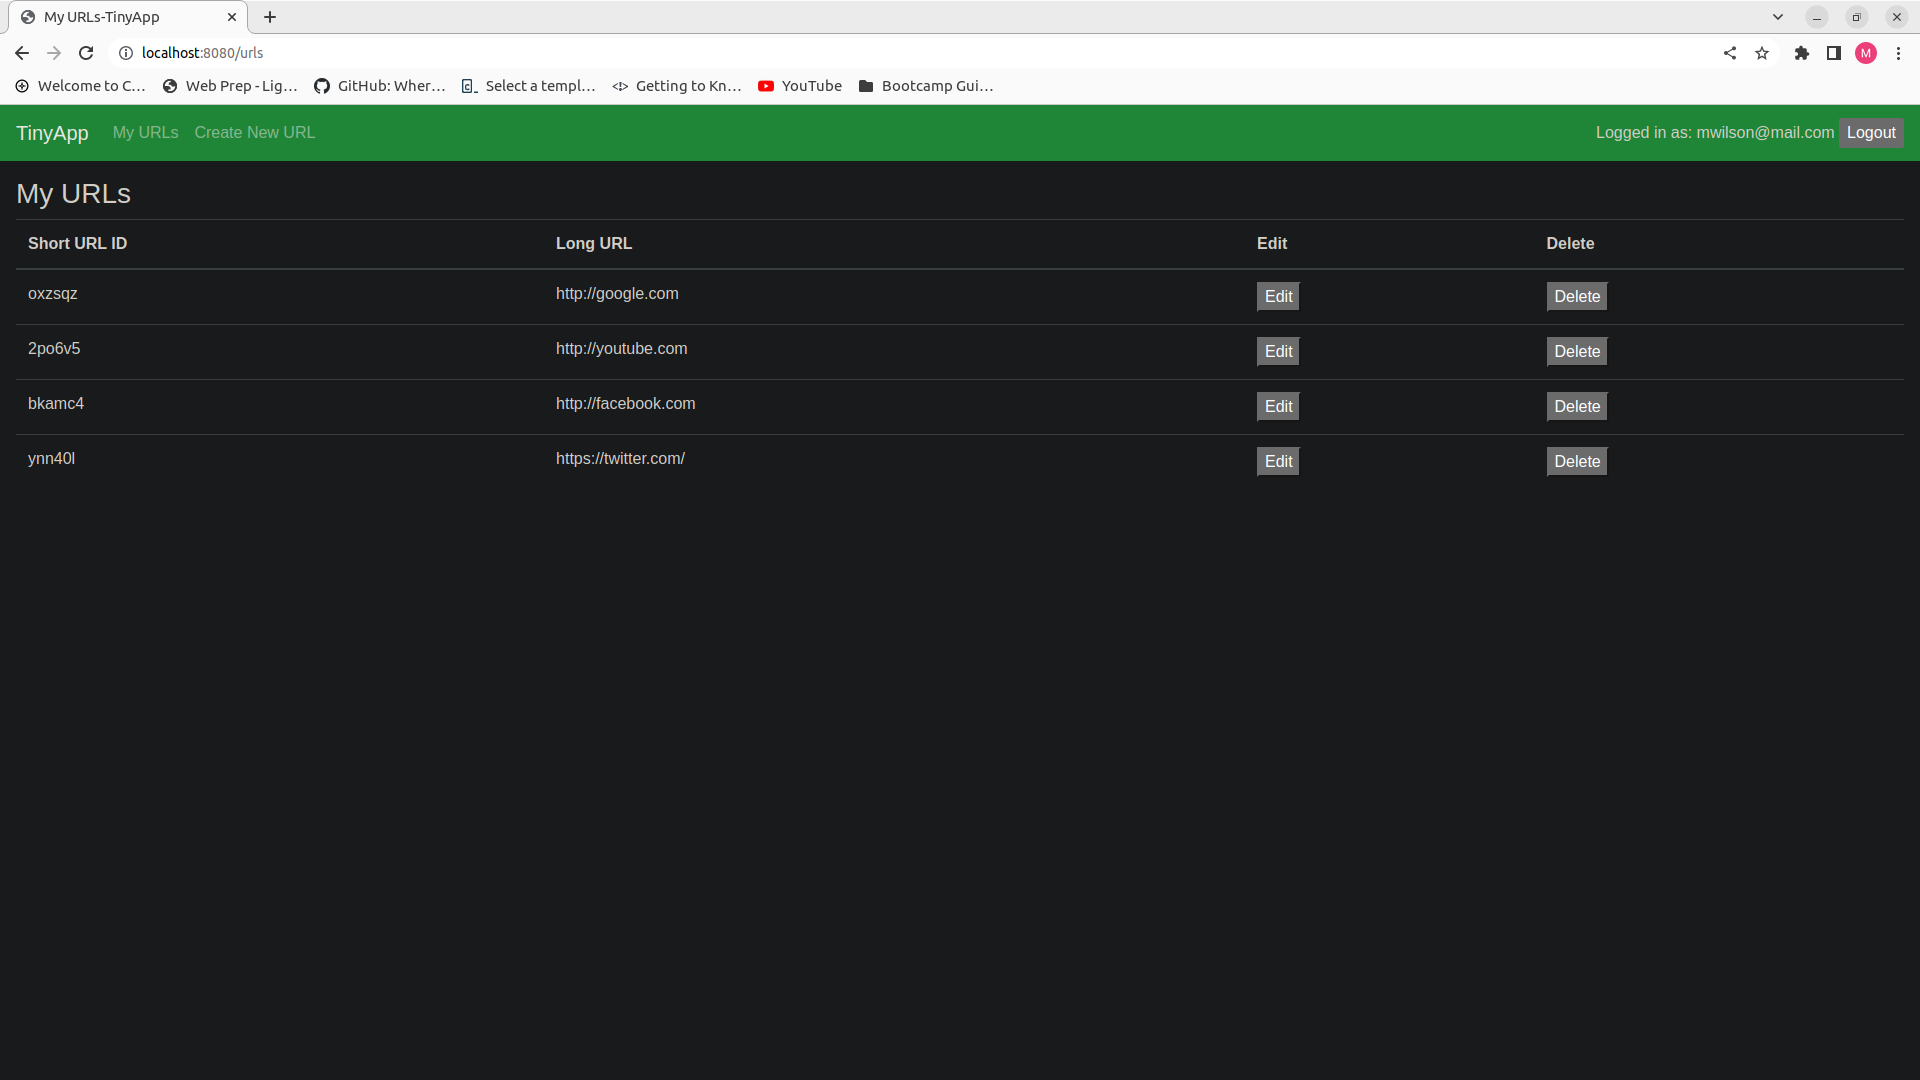 My URLs-TinyApp
localhost:8080/urls
Welcome to C... Web Prep - Lig... GitHub: Wher... Select a templ... Getting to Kn... YouTube Bootcamp Gui...
M
TinyApp My URLs Create New URL Logged in as: mwilson@mail.com Logout
My URLs
Short URL ID Long URL Edit Delete
oxzsqz http://google.com Edit Delete
2po6v5 http://youtube.com Edit Delete
bkamc4 http://facebook.com Edit Delete
ynn40l https://twitter.com/ Edit Delete